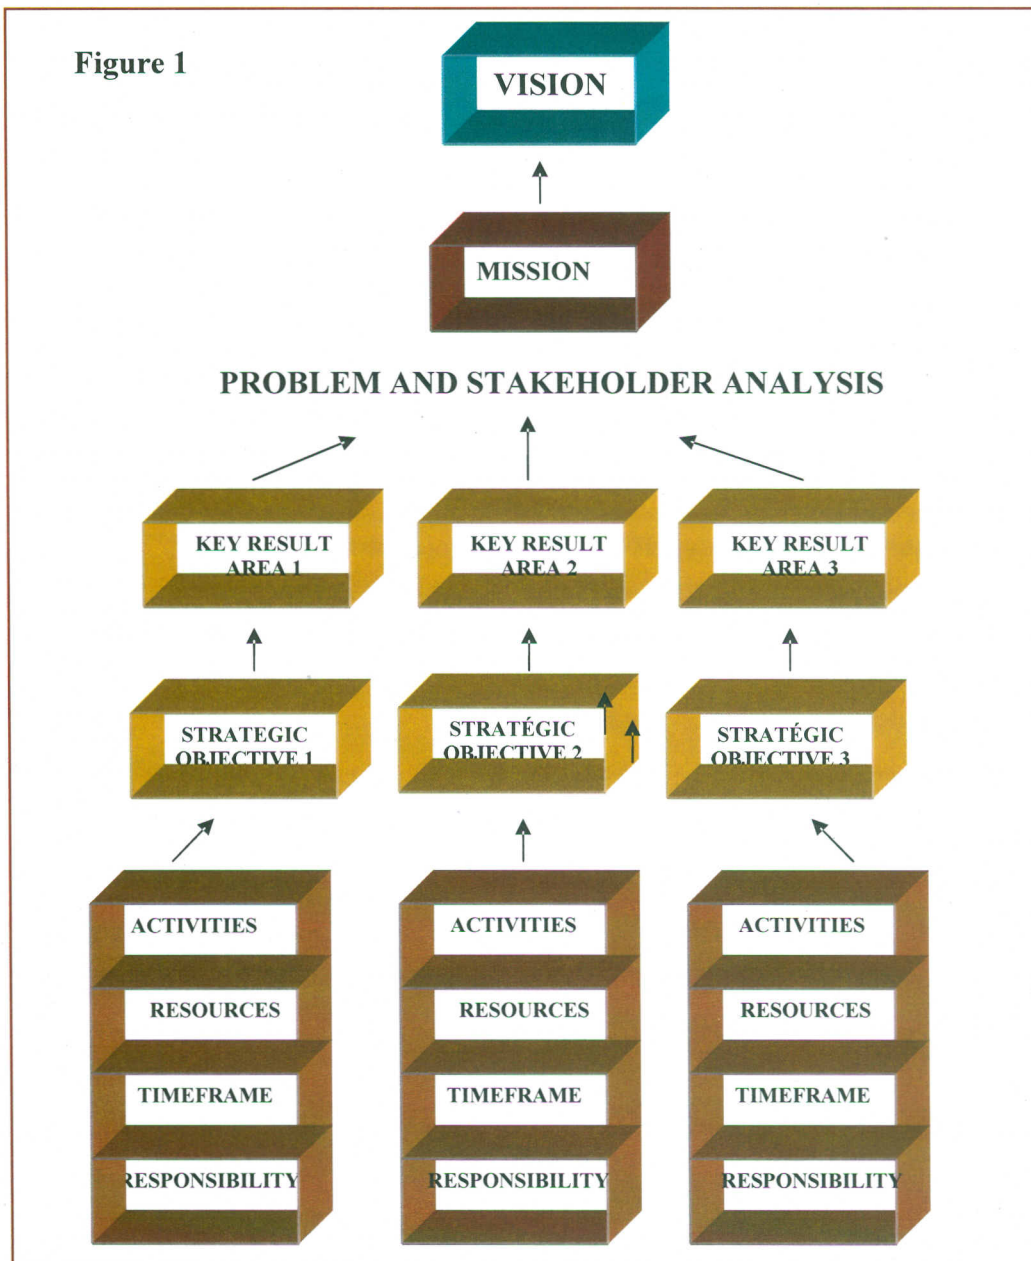 Figure 1
VISION
MISSION
PROBLEM AND STAKEHOLDER ANALYSIS
KEY RESULT
AREA 1
KEY RESULT
AREA 2
KEY RESULT
AREA 3
STRATEGIC
OBJECTIVE 1
STRATÉGIC
OBJECTIVE 2
STRATÉGIC
OBJECTIVE 3
ACTIVITIES
RESOURCES
TIMEFRAME
RESPONSIBILITY
ACTIVITIES
RESOURCES
TIMEFRAME
RESPONSIBILITY
ACTIVITIES
RESOURCES
TIMEFRAME
RESPONSIBILITY